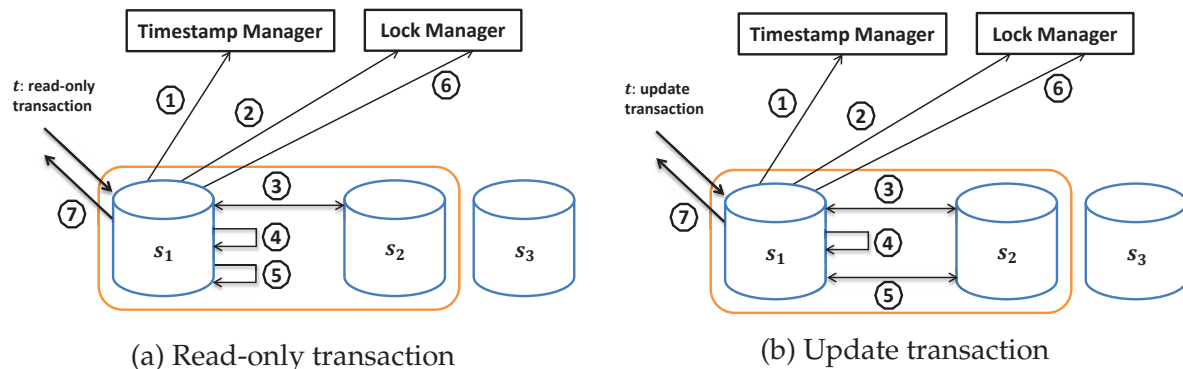 Timestamp Manager
Lock Manager
t: read-only
transaction
1
2
6
3
7
4
5
s1
s2
s3
(a) Read-only transaction
Timestamp Manager
Lock Manager
t: update
transaction
1
2
6
3
7
4
5
s1
s2
s3
(b) Update transaction